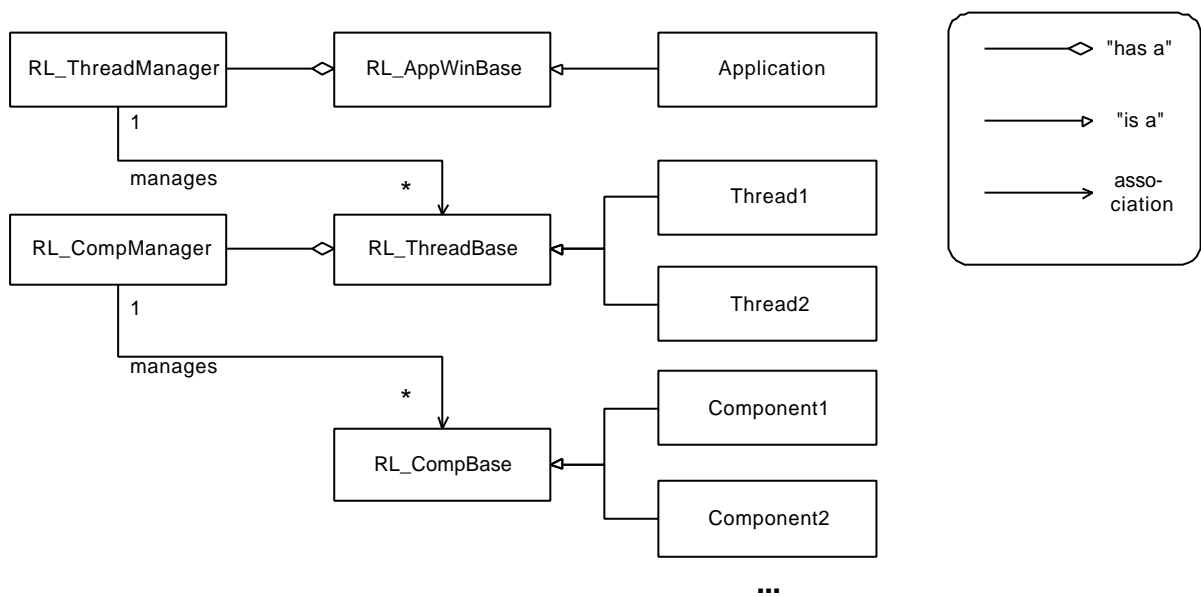 RL_ThreadManager
RL_AppWinBase
Application
"has a"
1
"is a"
manages
*
Thread1
asso-
ciation
RL_CompManager
RL_ThreadBase
Thread2
1
manages
*
Component1
RL_CompBase
Component2
...